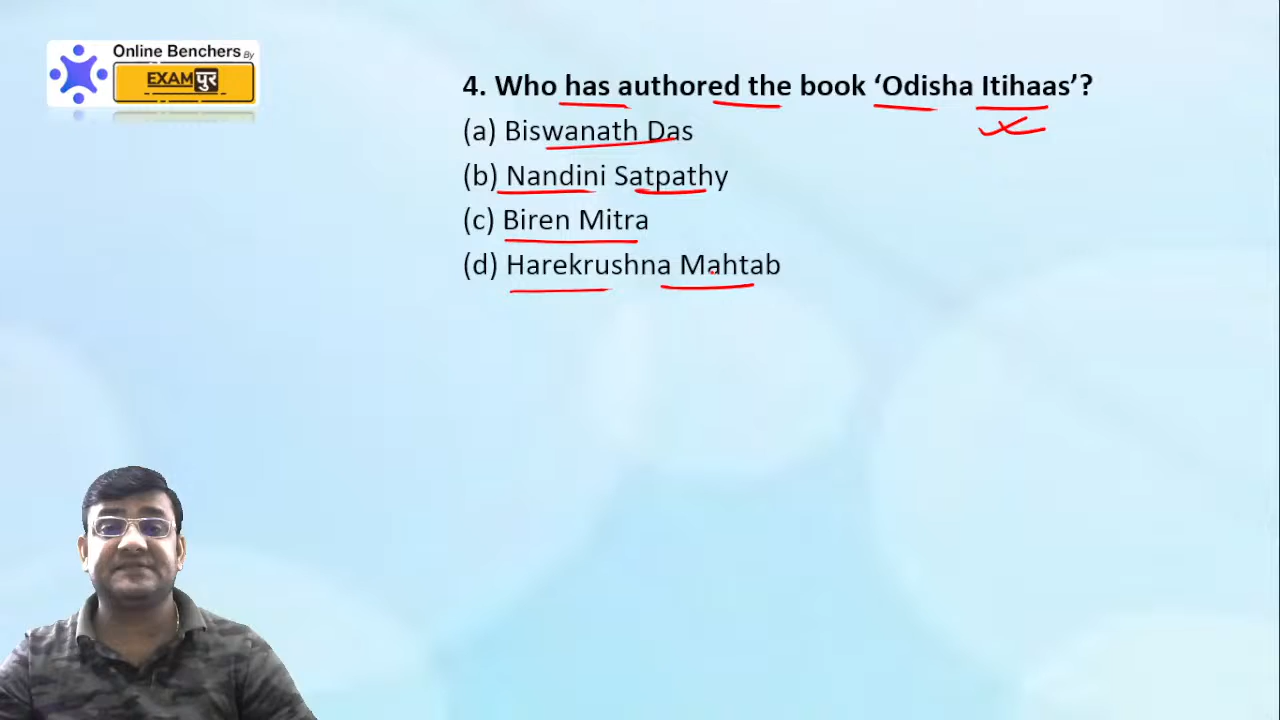 Online Benchers By
EXAM पुर
4. Who has authored the book ‘Odisha Itihaas’?
(a) Biswanath Das
(b) Nandini Satpathy
(c) Biren Mitra
(d) Harekrushna Mahtab